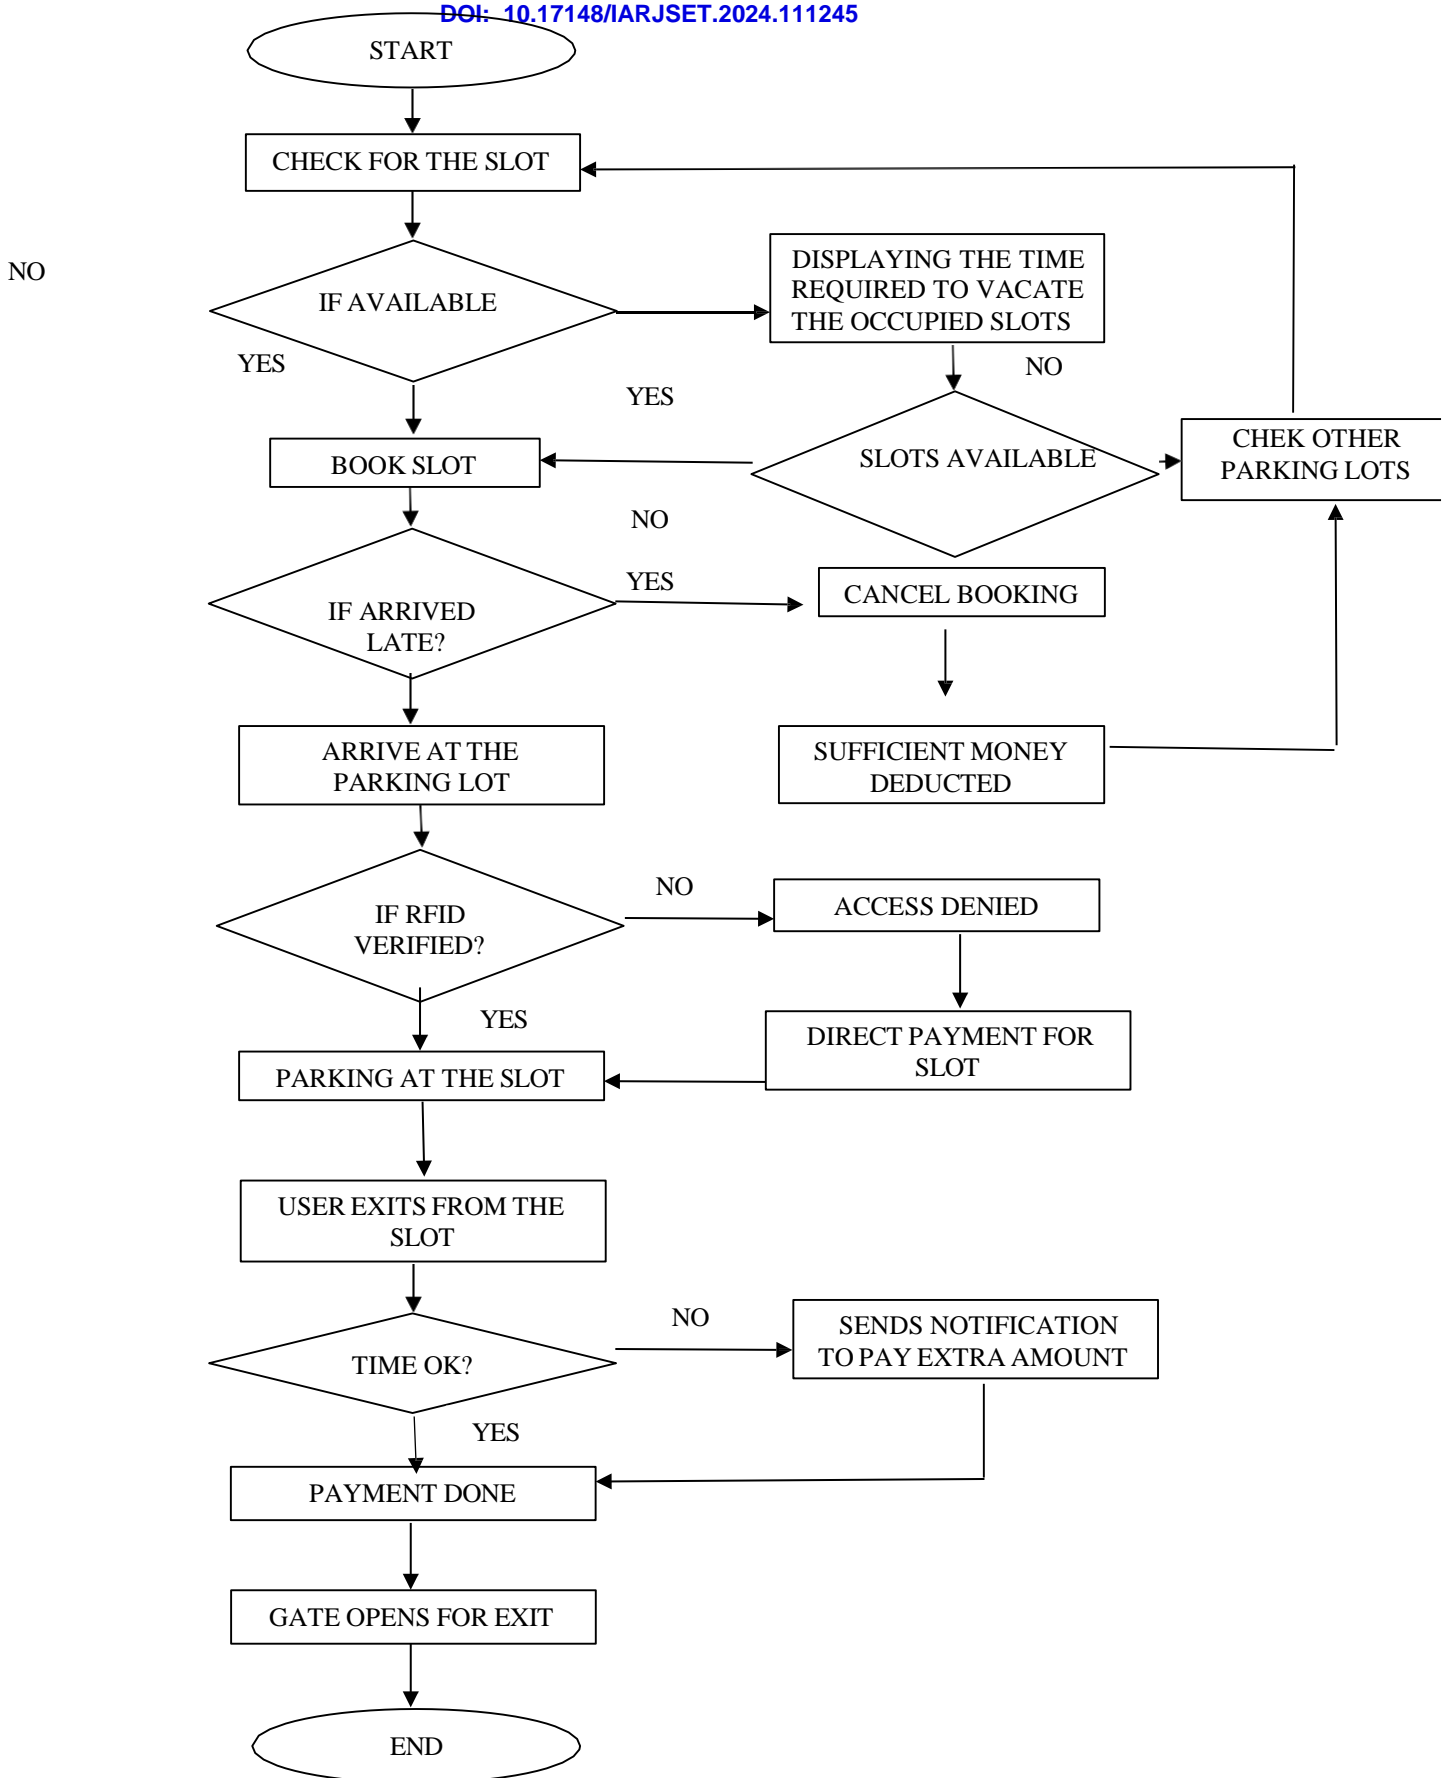 DOI: 10.17148/IARJSET.2024.111245
START
CHECK FOR THE SLOT
NO
IF AVAILABLE
DISPLAYING THE TIME
REQUIRED TO VACATE
THE OCCUPIED SLOTS
YES
NO
YES
BOOK SLOT
SLOTS AVAILABLE
CHEK OTHER
PARKING LOTS
NO
YES
IF ARRIVED
LATE?
CANCEL BOOKING
ARRIVE AT THE
PARKING LOT
SUFFICIENT MONEY
DEDUCTED
IF RFID
VERIFIED?
NO
ACCESS DENIED
YES
DIRECT PAYMENT FOR
SLOT
PARKING AT THE SLOT
USER EXITS FROM THE
SLOT
TIME OK?
NO
SENDS NOTIFICATION
TO PAY EXTRA AMOUNT
YES
PAYMENT DONE
GATE OPENS FOR EXIT
END